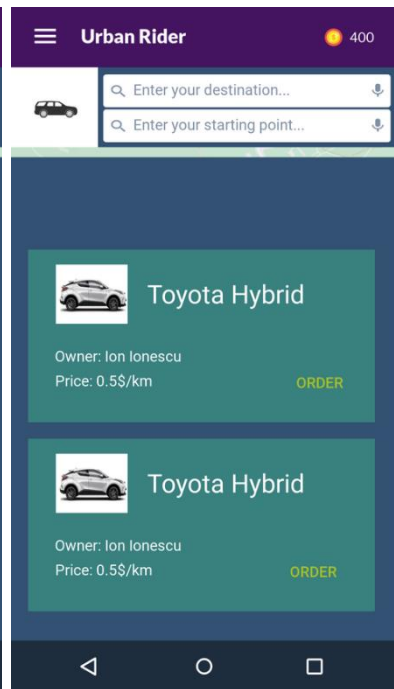 Urban Rider
400
Enter your destination...
Enter your starting point...
Toyota Hybrid
Owner: Ion Ionescu
Price: 0.5$/km
ORDER
Toyota Hybrid
Owner: Ion Ionescu
Price: 0.5$/km
ORDER